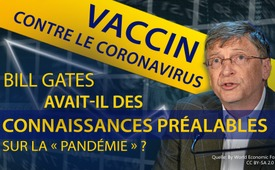 VACCIN
CONTRE LE CORONAVIRUS
BILL GATES
AVAIT-IL DES
CONNAISSANCES PRÉALABLES
SUR LA « PANDÉMIE » ?
Quelle: By World Economic Fo
CC BY-SA 2.0